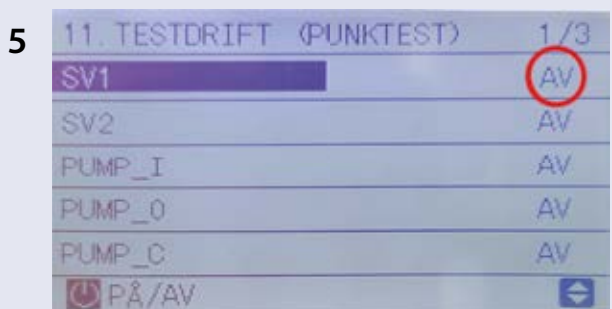 5
11. TESTDRIFT (PUNKTEST) 1/3
SV1 AV
SV2 AV
PUMP_I AV
PUMP_O AV
PUMP_C AV
PÅ/AV